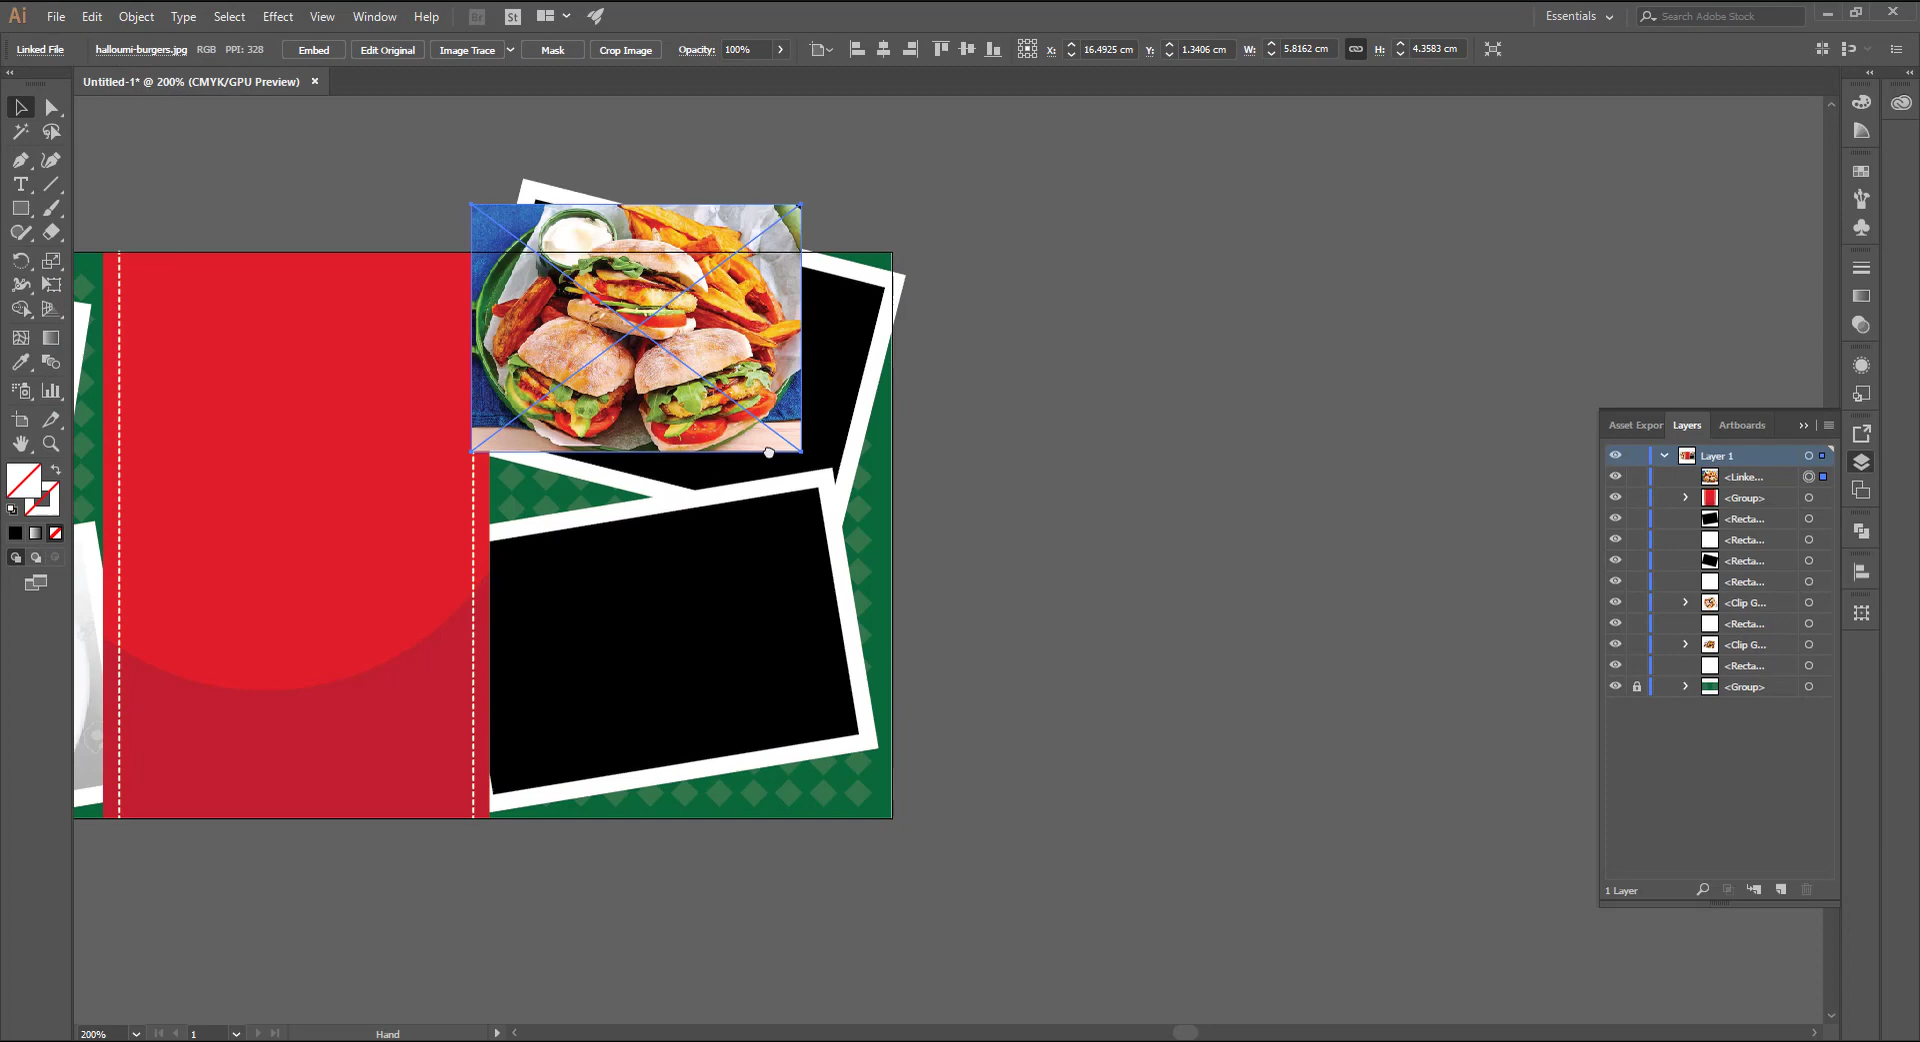 Ai File Edit Object Type Select Effect View Window Help Br St Essentials Search Adobe Stock
Linked File halloumi-burgers.jpg RGB PPI: 328 Embed Edit Original Image Trace Mask Crop Image Opacity: 100% X: 16.4925 cm Y: 1.3406 cm W: 5.8162 cm H: 4.3583 cm
Untitled-1* @ 200% (CMYK/GPU Preview)
Asset Expor Layers Artboards
Layer 1
<Linke...
<Group>
<Recta...
<Recta...
<Recta...
<Recta...
<Clip G...
<Recta...
<Clip G...
<Recta...
<Group>
1 Layer
200% 1 Hand